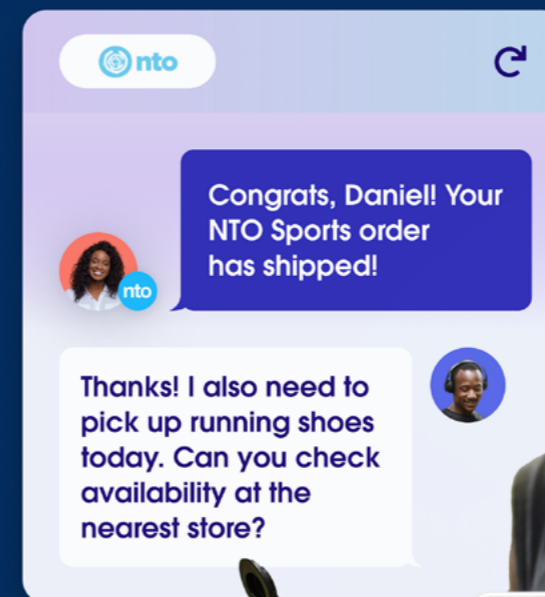 nto
Congrats, Daniel! Your
NTO Sports order
has shipped!
nto
Thanks! I also need to
pick up running shoes
today. Can you check
availability at the
nearest store?